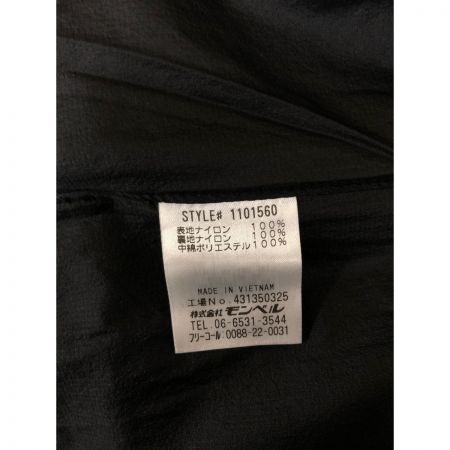 STYLE# 1101560
表地ナイロン 100%
裏地ナイロン 100%
中綿ポリエステル100%
MADE IN VIETNAM
工場No.431350325
株式会社モンベル
TEL.06-6531-3544
フリーコール:0088-22-0031